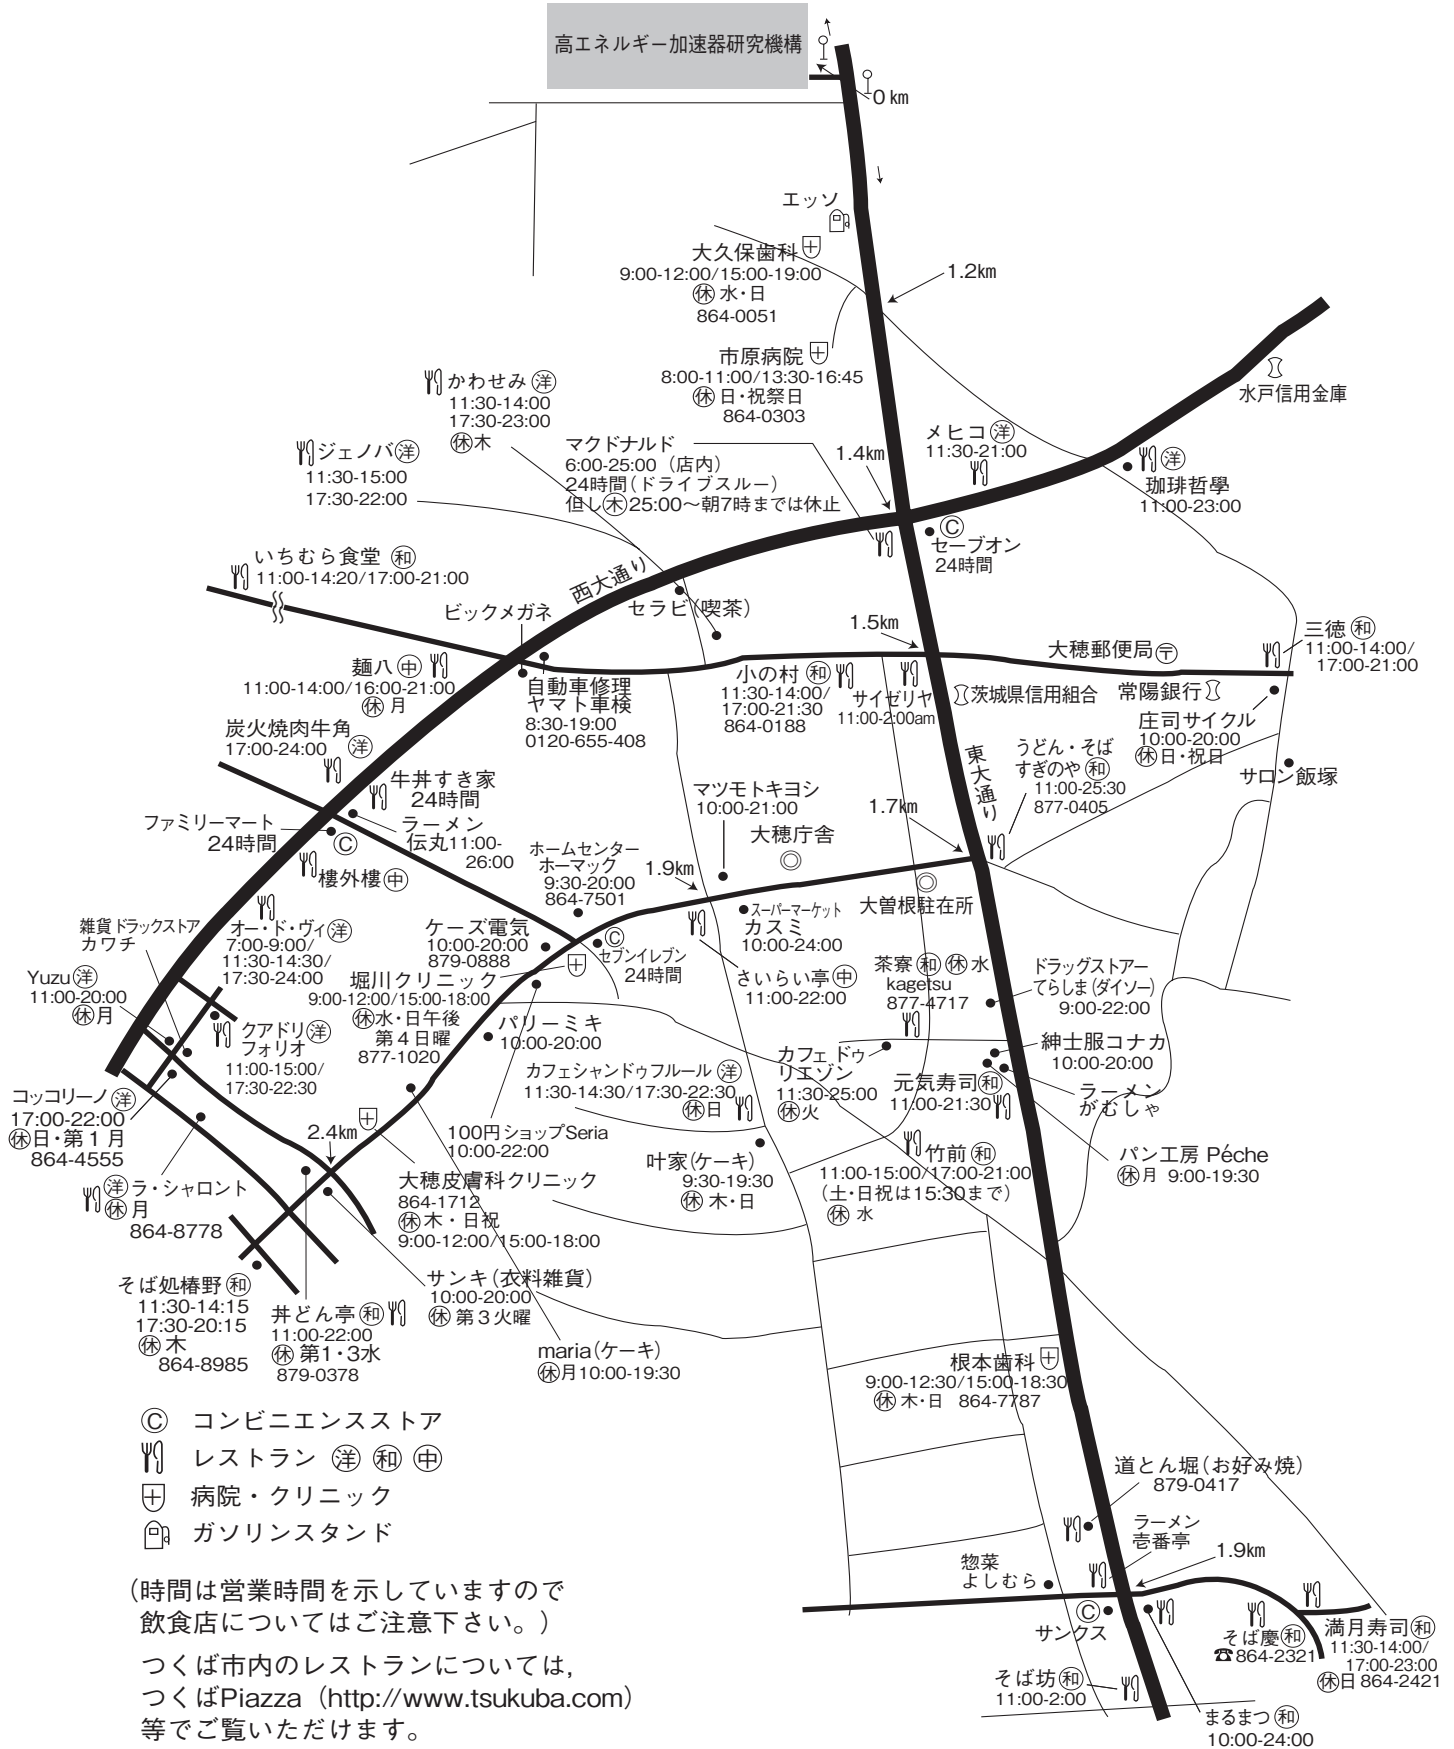 高エネルギー加速器研究機構
0 km
エッソ
大久保歯科
9:00-12:00/15:00-19:00
休 水・日
864-0051
1.2km
市原病院
8:00-11:00/13:30-16:45
休 日・祝祭日
864-0303
水戸信用金庫
かわせみ 洋
11:30-14:00
17:30-23:00
休木
ジェノバ 洋
11:30-15:00
17:30-22:00
マクドナルド
6:00-25:00（店内）
24時間（ドライブスルー）
但し木25:00〜朝7時までは休止
1.4km
メヒコ 洋
11:30-21:00
洋
珈琲哲學
11:00-23:00
C
セーブオン
24時間
いちむら食堂 和
11:00-14:20/17:00-21:00
西大通り
ビックメガネ
セラビ（喫茶）
1.5km
大穂郵便局〒
三徳 和
11:00-14:00/
17:00-21:00
麺八 中
11:00-14:00/16:00-21:00
休 月
自動車修理
ヤマト車検
8:30-19:00
0120-655-408
小の村 和
11:30-14:00/
17:00-21:30
864-0188
サイゼリヤ
11:00-2:00am
茨城県信用組合
常陽銀行
庄司サイクル
10:00-20:00
休日・祝日
サロン飯塚
炭火焼肉牛角
17:00-24:00 洋
牛丼すき家
24時間
東大通り
うどん・そば
すぎのや 和
11:00-25:30
877-0405
マツモトキヨシ
10:00-21:00
1.7km
ファミリーマート
24時間
C
ラーメン
伝丸11:00-
26:00
大穂庁舎
ホームセンター
ホーマック
9:30-20:00
864-7501
1.9km
樓外樓 中
大曽根駐在所
スーパーマーケット
カスミ
10:00-24:00
雑貨ドラックストア
カワチ
オー・ド・ヴィ 洋
7:00-9:00/
11:30-14:30/
17:30-24:00
ケーズ電気
10:00-20:00
879-0888
C
セブンイレブン
24時間
さいらい亭 中
11:00-22:00
茶寮 和 休 水
kagetsu
877-4717
ドラッグストアー
てらしま（ダイソー）
9:00-22:00
Yuzu 洋
11:00-20:00
休月
堀川クリニック
9:00-12:00/15:00-18:00
休水・日午後
第４日曜
877-1020
クアドリ 洋
フォリオ
11:00-15:00/
17:30-22:30
パリーミキ
10:00-20:00
紳士服コナカ
10:00-20:00
カフェ ドゥ
リエゾン
11:30-25:00
休火
カフェシャンドゥフルール 洋
11:30-14:30/17:30-22:30
休日
元気寿司 和
11:00-21:30
ラーメン
がむしゃ
コッコリーノ 洋
17:00-22:00
休日・第１月
864-4555
2.4km
100円ショップSeria
10:00-22:00
叶家（ケーキ）
9:30-19:30
休 木・日
竹前 和
11:00-15:00/17:00-21:00
（土・日祝は15:30まで）
休 水
パン工房 Péche
休月 9:00-19:30
洋 ラ・シャロント
休 月
864-8778
大穂皮膚科クリニック
864-1712
休木・日祝
9:00-12:00/15:00-18:00
そば処椿野 和
11:30-14:15
17:30-20:15
休 木
864-8985
丼どん亭 和
11:00-22:00
休 第1・3水
879-0378
サンキ（衣料雑貨）
10:00-20:00
休 第３火曜
maria（ケーキ）
休月10:00-19:30
根本歯科
9:00-12:30/15:00-18:30
休 木・日 864-7787
C コンビニエンスストア
レストラン 洋 和 中
病院・クリニック
ガソリンスタンド
道とん堀（お好み焼）
879-0417
ラーメン
壱番亭
1.9km
惣菜
よしむら
C
サンクス
そば慶 和
☎864-2321
満月寿司 和
11:30-14:00/
17:00-23:00
休日 864-2421
そば坊 和
11:00-2:00
まるまつ 和
10:00-24:00
（時間は営業時間を示していますので
飲食店についてはご注意下さい。）
つくば市内のレストランについては,
つくばPiazza（http://www.tsukuba.com）
等でご覧いただけます。